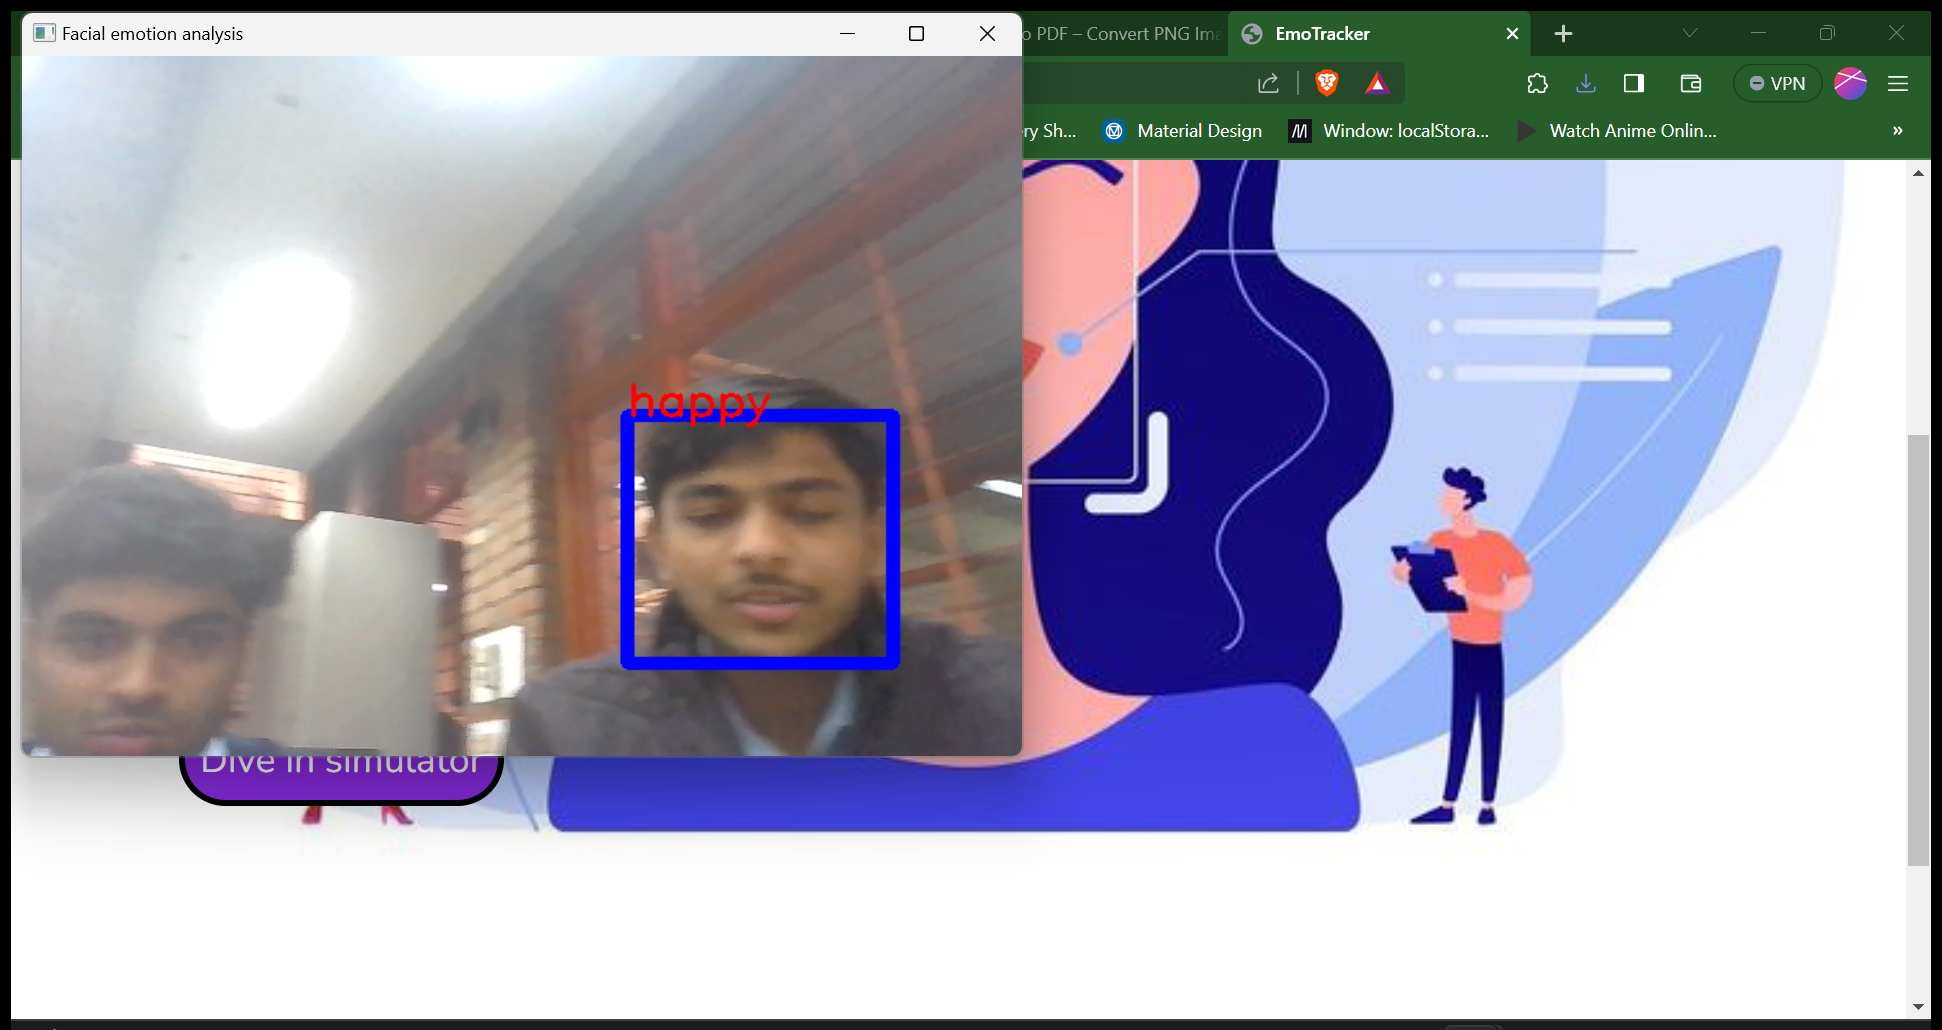 Facial emotion analysis
o PDF – Convert PNG Ima
EmoTracker
VPN
ry Sh...
Material Design
Window: localStora...
Watch Anime Onlin...
»
happy
Dive in simulator